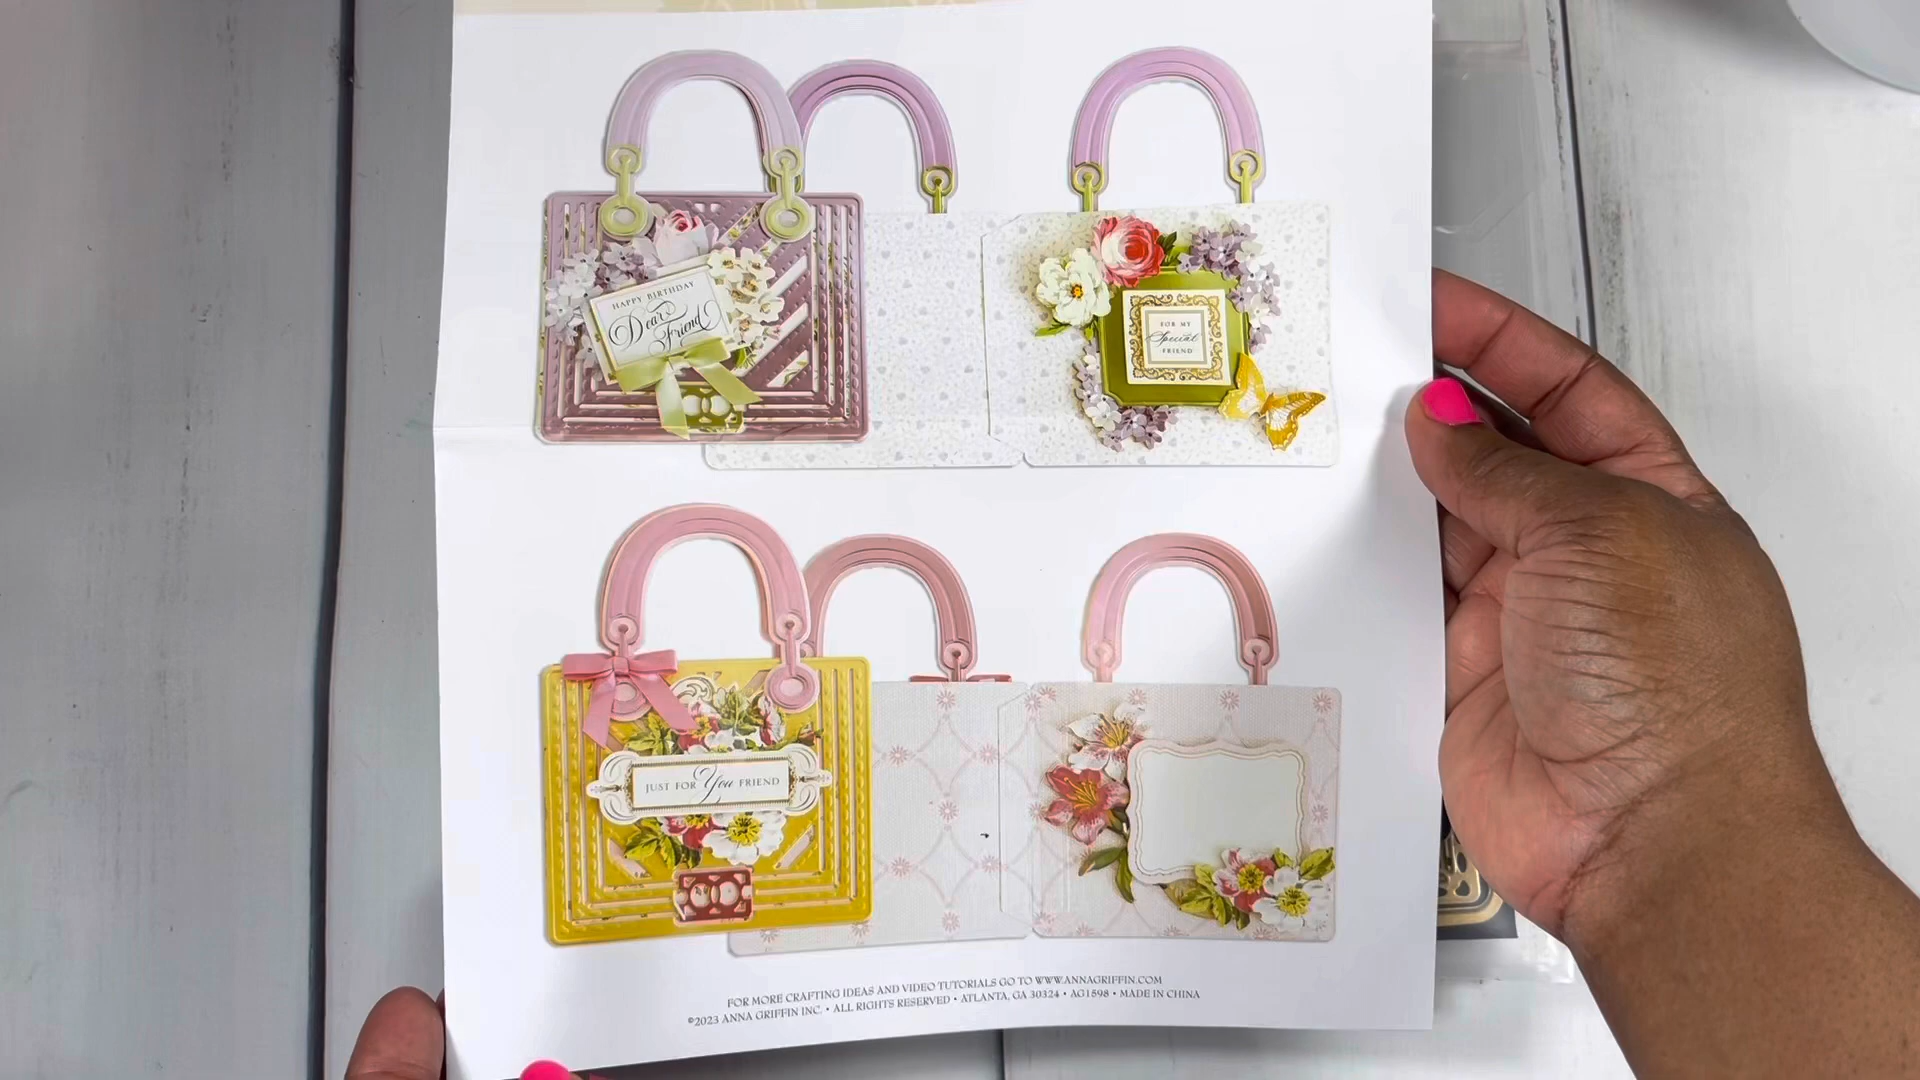 HAPPY BIRTHDAY
Dear
Friend
FOR MY
Special
FRIEND
JUST FOR You FRIEND
FOR MORE CRAFTING IDEAS AND VIDEO TUTORIALS GO TO WWW.ANNAGRIFFIN.COM
©2023 ANNA GRIFFIN INC. • ALL RIGHTS RESERVED • ATLANTA, GA 30324 • AG1598 • MADE IN CHINA